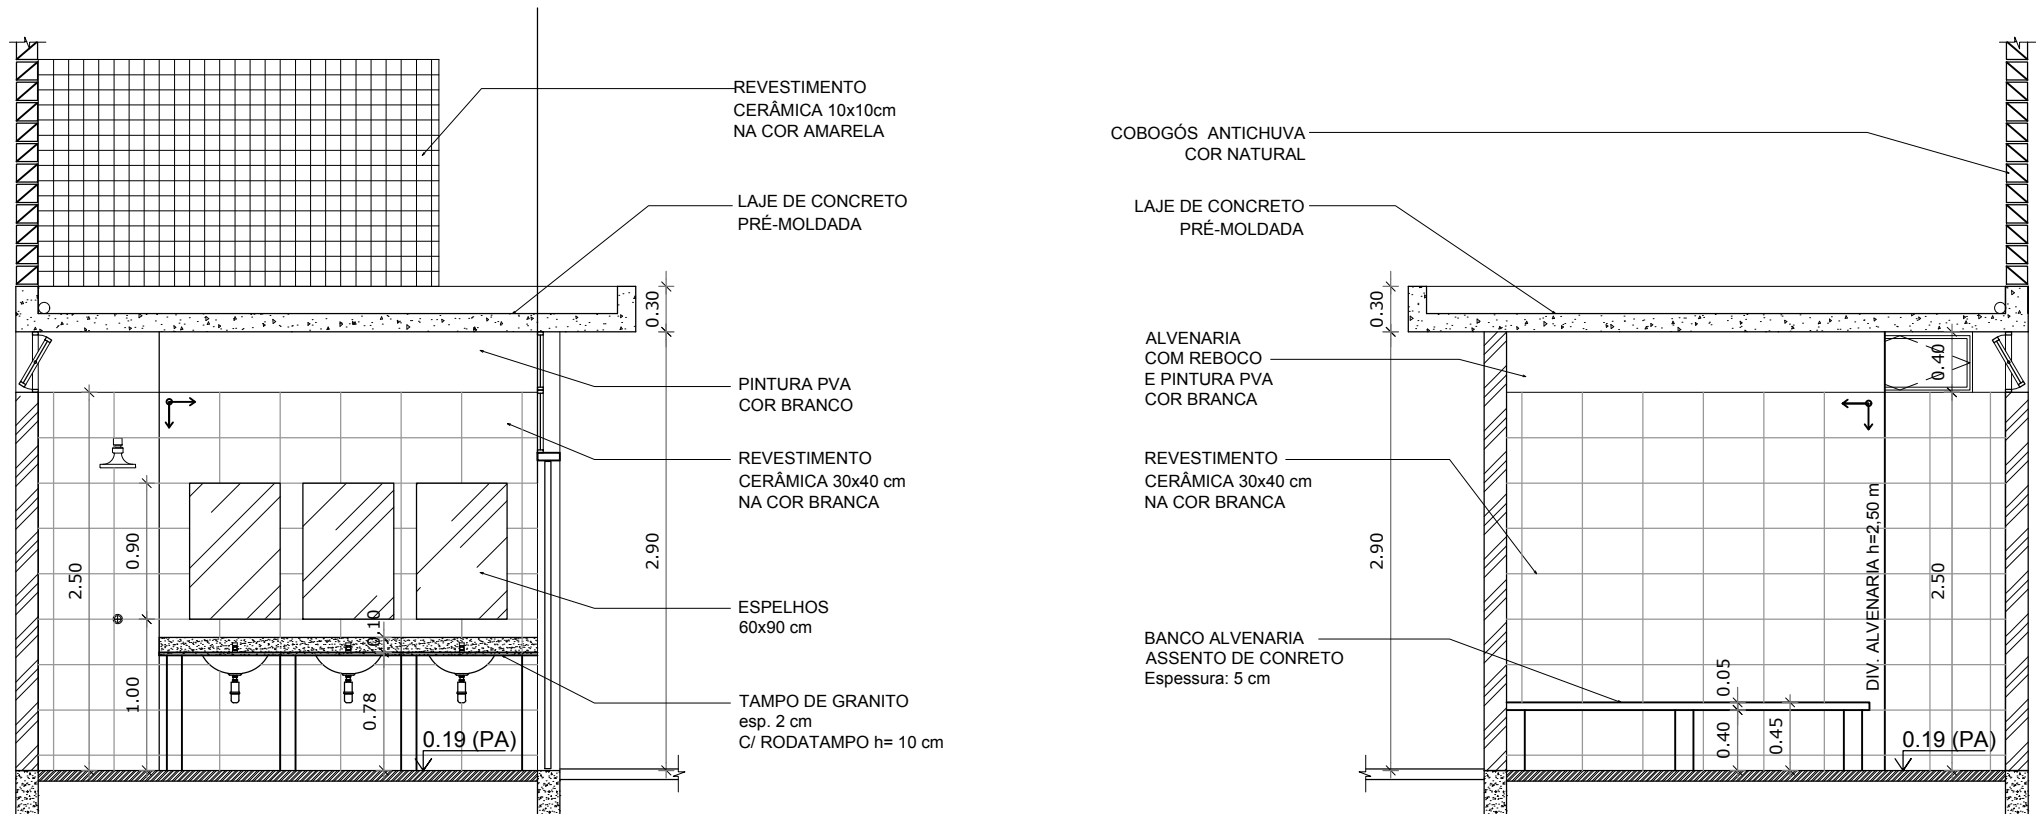 REVESTIMENTO
CERÂMICA 10x10cm
NA COR AMARELA
LAJE DE CONCRETO
PRÉ-MOLDADA
0.30
PINTURA PVA
COR BRANCO
REVESTIMENTO
CERÂMICA 30x40 cm
NA COR BRANCA
2.50
0.90
1.00
0.10
0.78
2.90
ESPELHOS
60x90 cm
TAMPO DE GRANITO
esp. 2 cm
C/ RODATAMPO h= 10 cm
0.19 (PA)
COBOGÓS ANTICHUVA
COR NATURAL
LAJE DE CONCRETO
PRÉ-MOLDADA
0.30
ALVENARIA
COM REBOCO
E PINTURA PVA
COR BRANCA
0.40
REVESTIMENTO
CERÂMICA 30x40 cm
NA COR BRANCA
2.90
DIV. ALVENARIA h=2,50 m
2.50
BANCO ALVENARIA
ASSENTO DE CONRETO
Espessura: 5 cm
0.05
0.40
0.45
0.19 (PA)